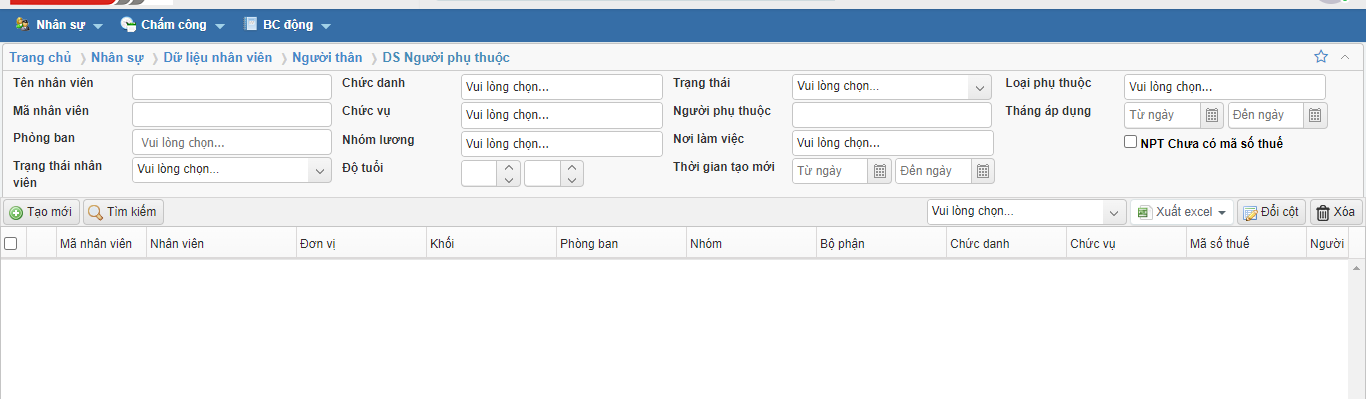 Nhân sự Chấm công BC động
Trang chủ Nhân sự Dữ liệu nhân viên Người thân DS Người phụ thuộc
Tên nhân viên Chức danh Vui lòng chọn... Trạng thái Vui lòng chọn... Loại phụ thuộc Vui lòng chọn...
Mã nhân viên Chức vụ Vui lòng chọn... Người phụ thuộc Tháng áp dụng Từ ngày Đến ngày
Phòng ban Vui lòng chọn... Nhóm lương Vui lòng chọn... Nơi làm việc Vui lòng chọn... NPT Chưa có mã số thuế
Trạng thái nhân Vui lòng chọn... Độ tuổi Thời gian tạo mới Từ ngày Đến ngày
viên
Tạo mới Tìm kiếm Vui lòng chọn... Xuất excel Đổi cột Xóa
Mã nhân viên Nhân viên Đơn vị Khối Phòng ban Nhóm Bộ phận Chức danh Chức vụ Mã số thuế Người